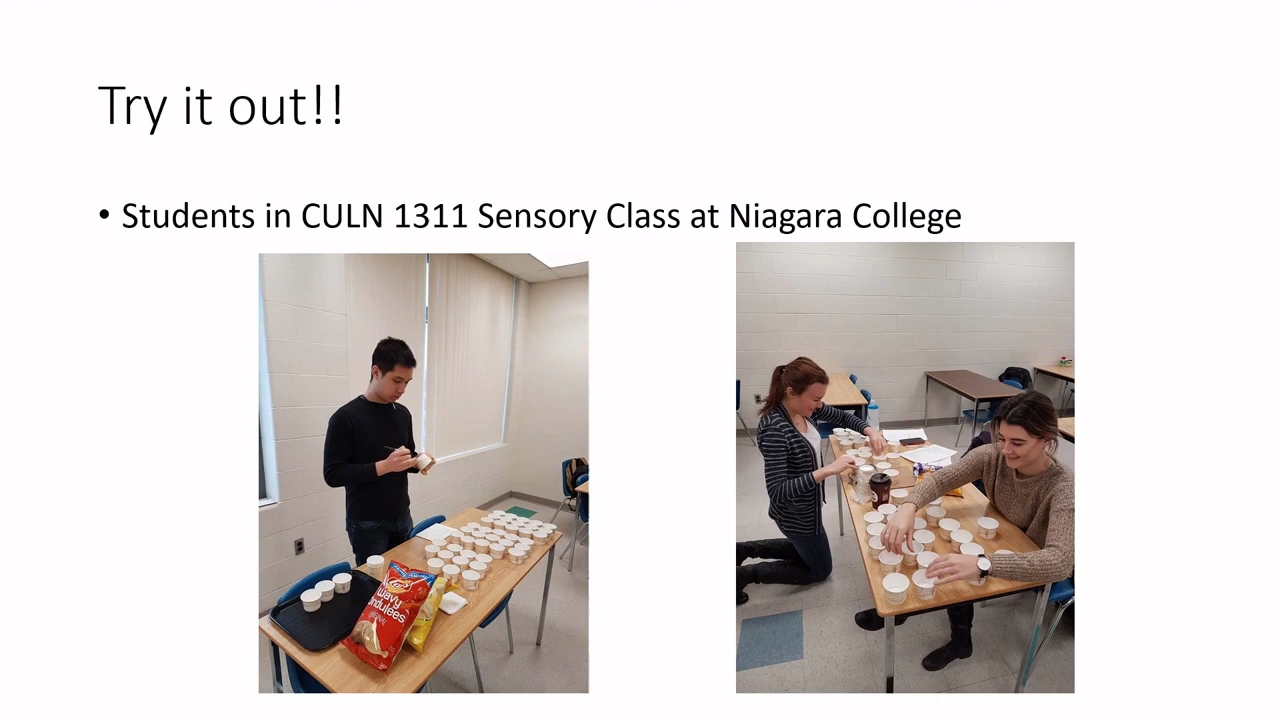 Try it out!!
• Students in CULN 1311 Sensory Class at Niagara College
Lay's
Wavy
Ondulées